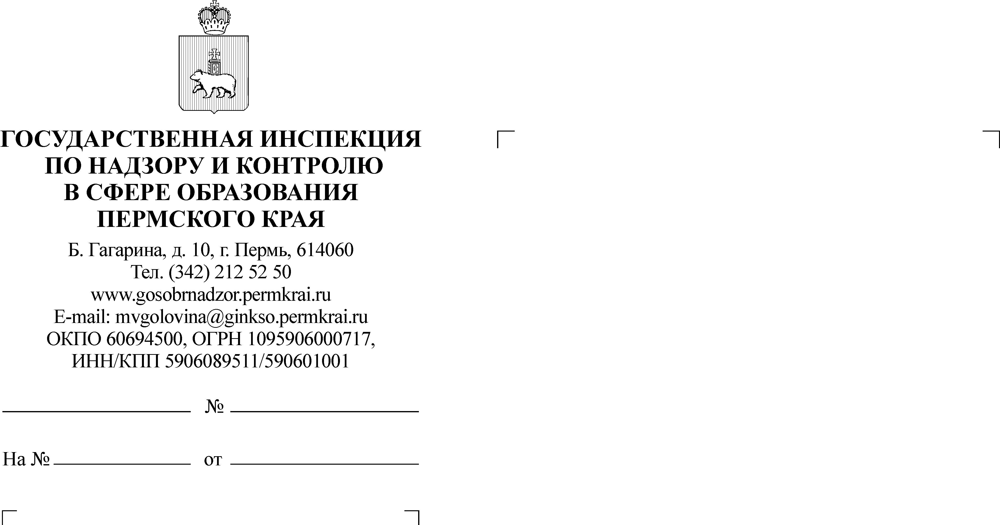 ГОСУДАРСТВЕННАЯ ИНСПЕКЦИЯ
ПО НАДЗОРУ И КОНТРОЛЮ
В СФЕРЕ ОБРАЗОВАНИЯ
ПЕРМСКОГО КРАЯ
Б. Гагарина, д. 10, г. Пермь, 614060
Тел. (342) 212 52 50
www.gosobrnadzor.permkrai.ru
E-mail: mvgolovina@ginkso.permkrai.ru
ОКПО 60694500, ОГРН 1095906000717,
ИНН/КПП 5906089511/590601001
№
На № от